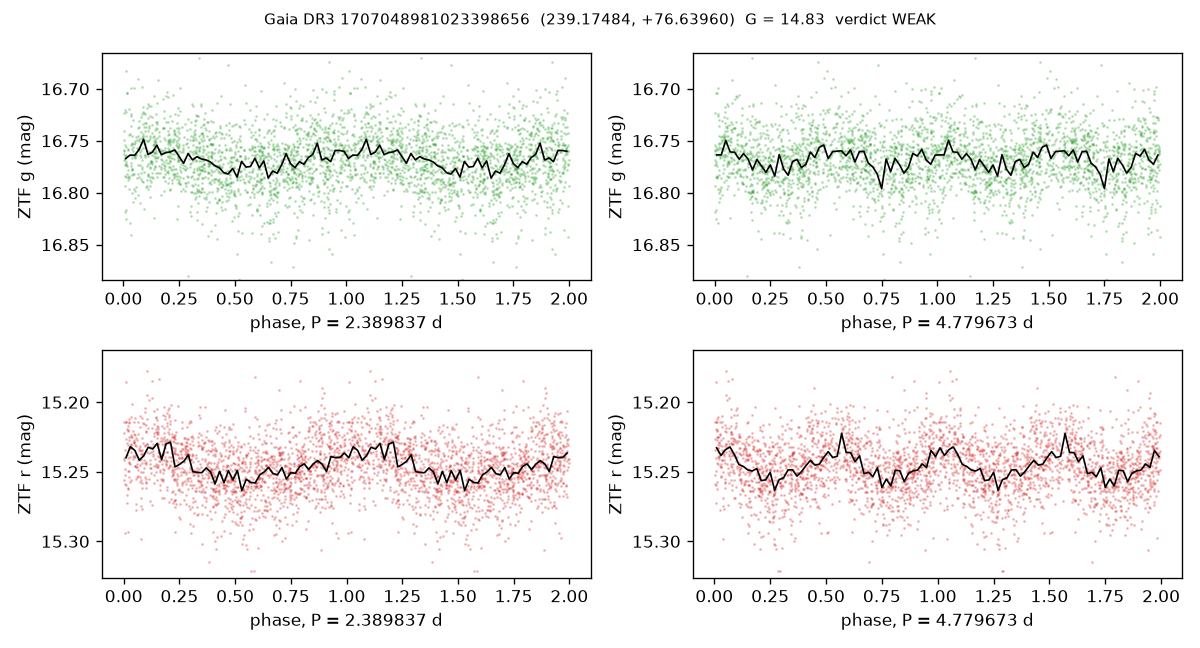 Gaia DR3 1707048981023398656 (239.17484, +76.63960) G = 14.83 verdict WEAK
ZTF g (mag)
16.70
16.75
16.80
16.85
0.00 0.25 0.50 0.75 1.00 1.25 1.50 1.75 2.00
phase, P = 2.389837 d
ZTF g (mag)
16.70
16.75
16.80
16.85
0.00 0.25 0.50 0.75 1.00 1.25 1.50 1.75 2.00
phase, P = 4.779673 d
ZTF r (mag)
15.20
15.25
15.30
0.00 0.25 0.50 0.75 1.00 1.25 1.50 1.75 2.00
phase, P = 2.389837 d
ZTF r (mag)
15.20
15.25
15.30
0.00 0.25 0.50 0.75 1.00 1.25 1.50 1.75 2.00
phase, P = 4.779673 d